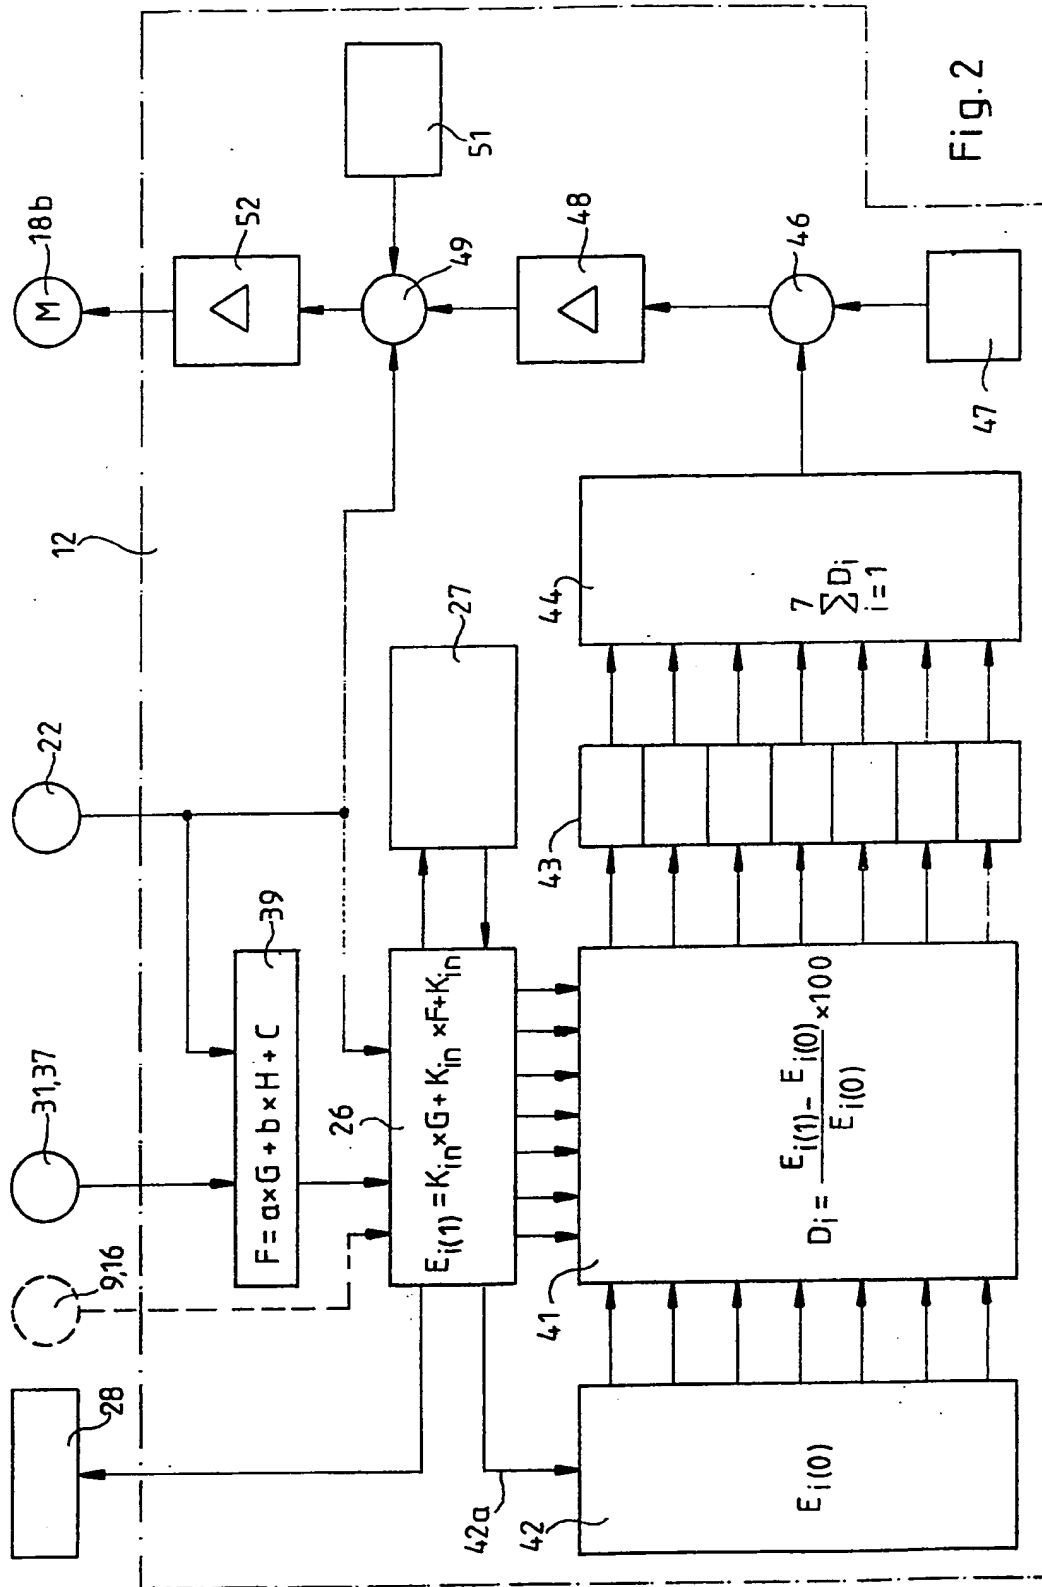 28
9,16
31,37
22
M
18b
12
F=a×G+b×H+C
39
52
26
E_i(1) = K_in ×G + K_in ×F+K_in
27
49
51
42a
42
E_i(0)
41
D_i = (E_i(1) - E_i(0)) / E_i(0) ×100
43
44
7
∑ D_i
i = 1
48
46
47
Fig. 2